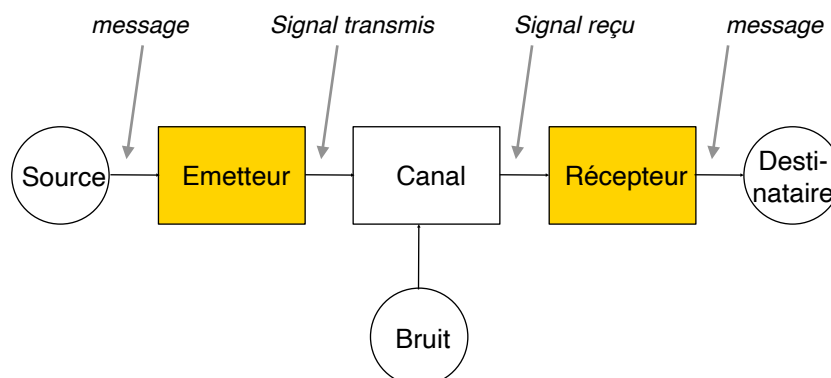 message
Signal transmis
Signal reçu
message
Source
Emetteur
Canal
Récepteur
Desti-
nataire
Bruit